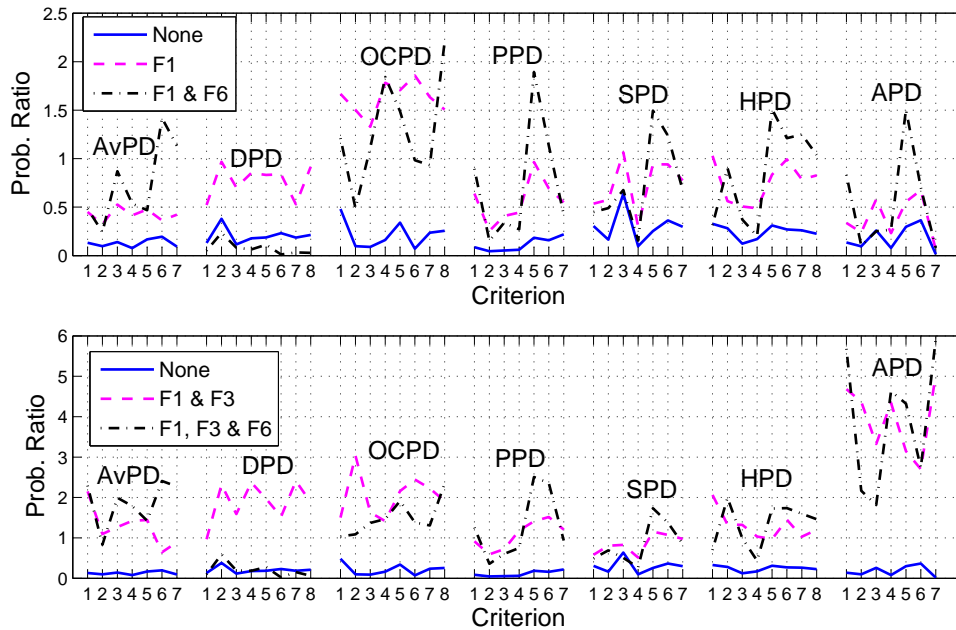 2.5
2
1.5
1
0.5
0
Prob. Ratio
None
F1
F1 & F6
AvPD
DPD
OCPD
PPD
SPD
HPD
APD
1 2 3 4 5 6 7 1 2 3 4 5 6 7 8 1 2 3 4 5 6 7 8 1 2 3 4 5 6 7 1 2 3 4 5 6 7 1 2 3 4 5 6 7 8 1 2 3 4 5 6 7
Criterion
6
5
4
3
2
1
0
Prob. Ratio
None
F1 & F3
F1, F3 & F6
AvPD
DPD
OCPD
PPD
SPD
HPD
APD
1 2 3 4 5 6 7 1 2 3 4 5 6 7 8 1 2 3 4 5 6 7 8 1 2 3 4 5 6 7 1 2 3 4 5 6 7 1 2 3 4 5 6 7 8 1 2 3 4 5 6 7
Criterion